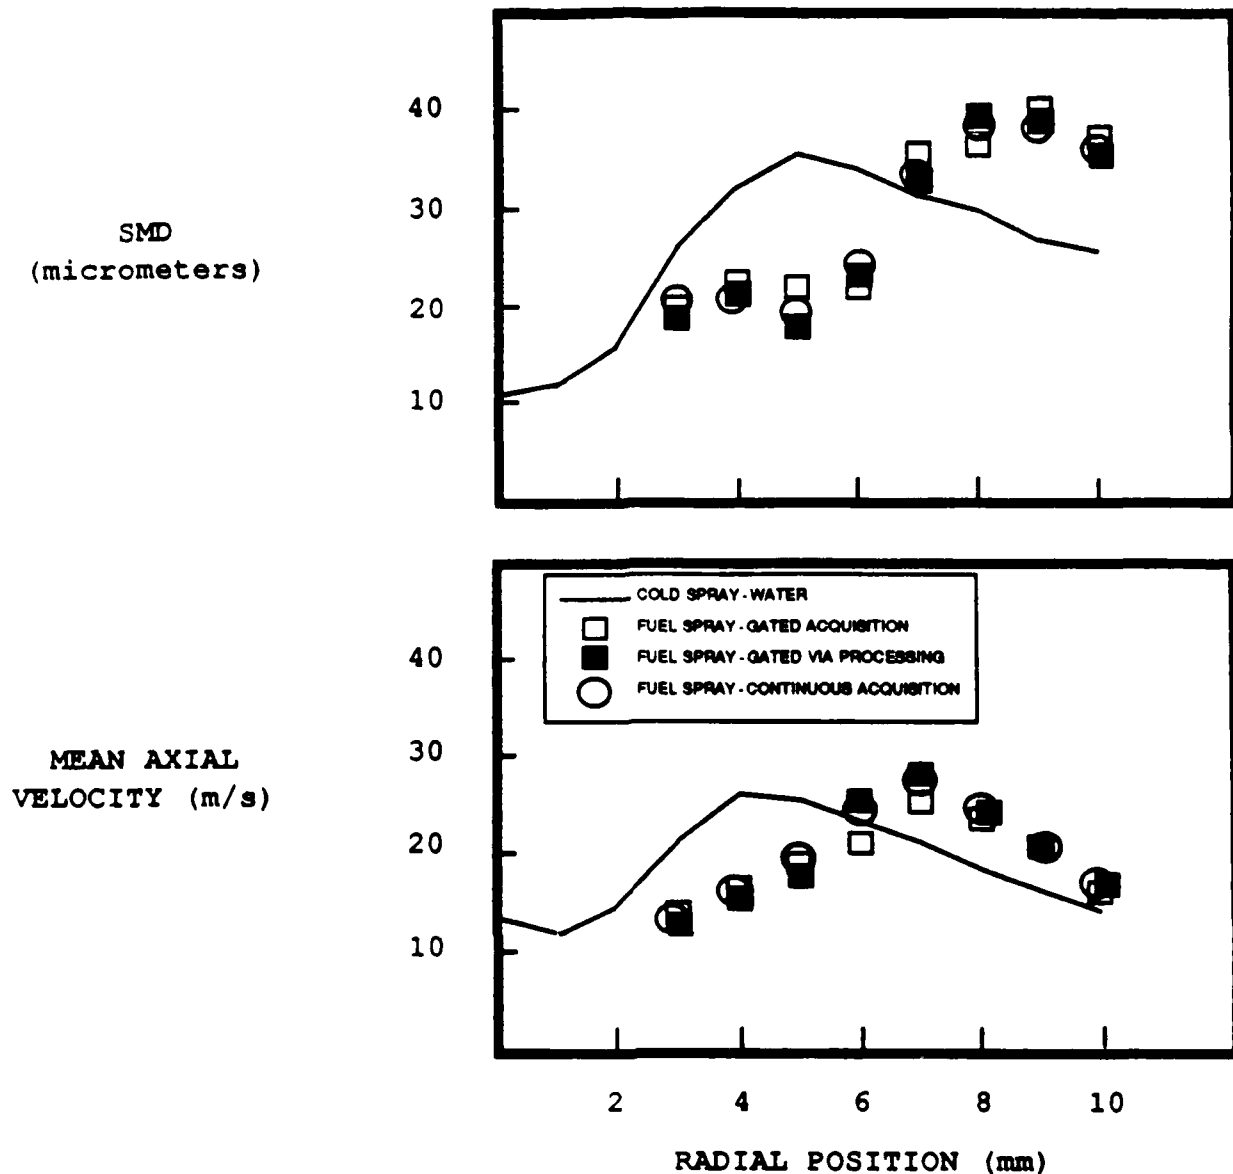 40
30
20
10
SMD
(micrometers)
COLD SPRAY - WATER
FUEL SPRAY - GATED ACQUISITION
FUEL SPRAY - GATED VIA PROCESSING
FUEL SPRAY - CONTINUOUS ACQUISITION
40
30
20
10
MEAN AXIAL
VELOCITY (m/s)
2 4 6 8 10
RADIAL POSITION (mm)